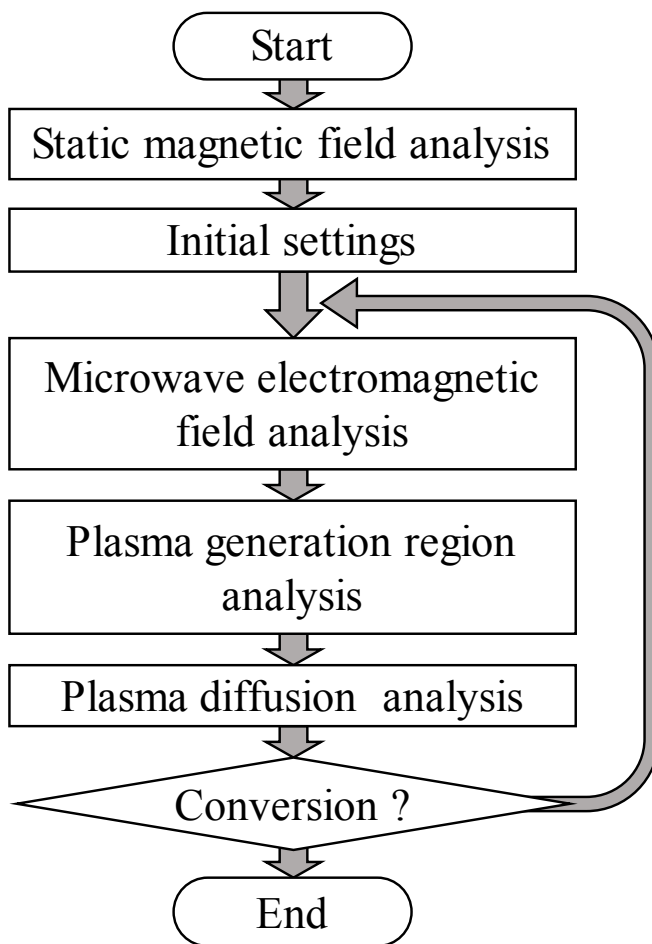 Start
Static magnetic field analysis
Initial settings
Microwave electromagnetic
field analysis
Plasma generation region
analysis
Plasma diffusion analysis
Conversion ?
End